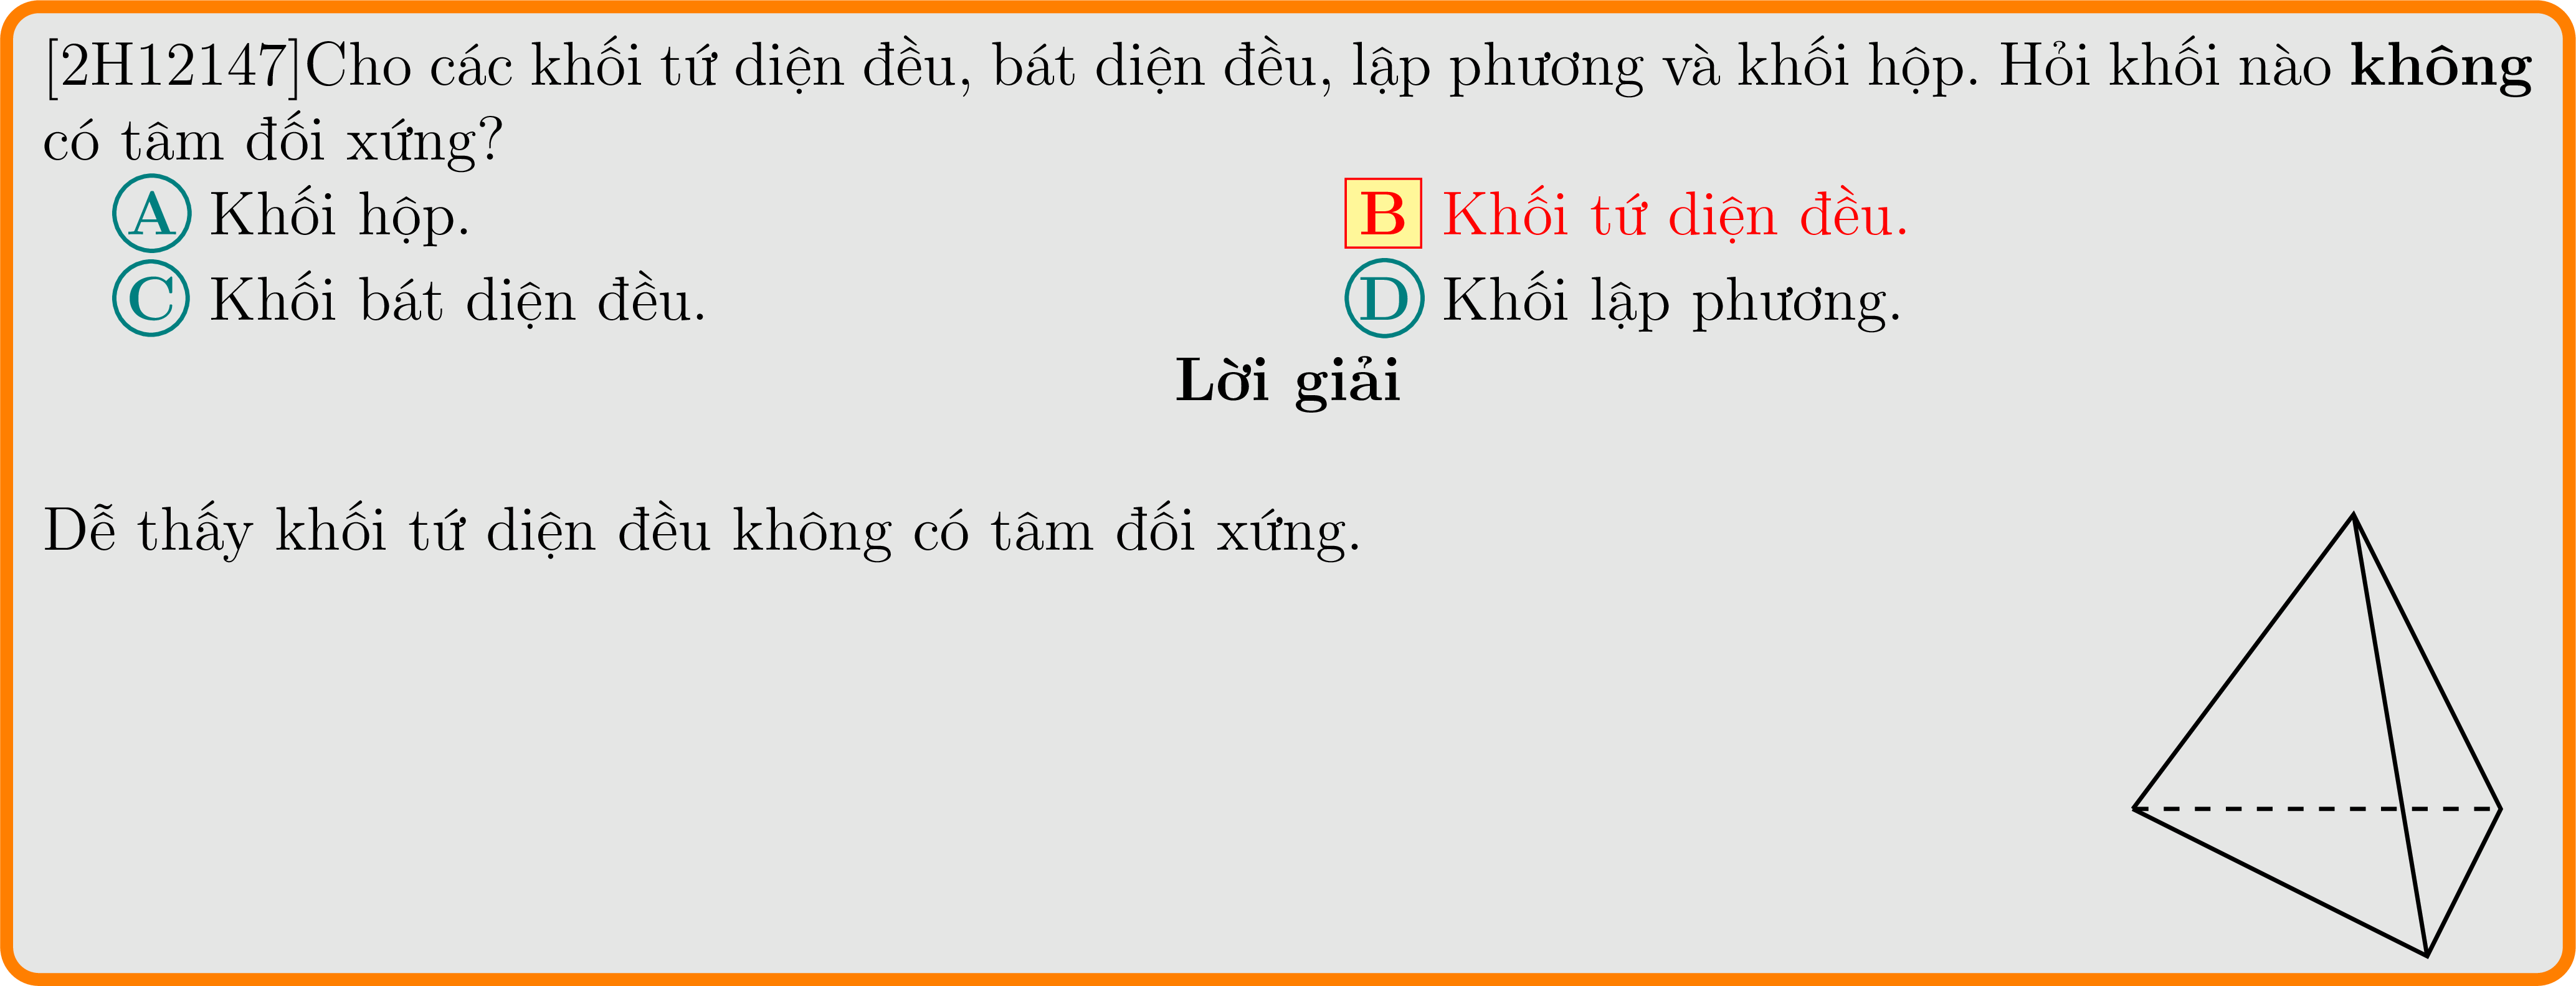 [2H12147]Cho các khối tứ diện đều, bát diện đều, lập phương và khối hộp. Hỏi khối nào không
có tâm đối xứng?
A Khối hộp. B Khối tứ diện đều.
C Khối bát diện đều. D Khối lập phương.
Lời giải
Dễ thấy khối tứ diện đều không có tâm đối xứng.